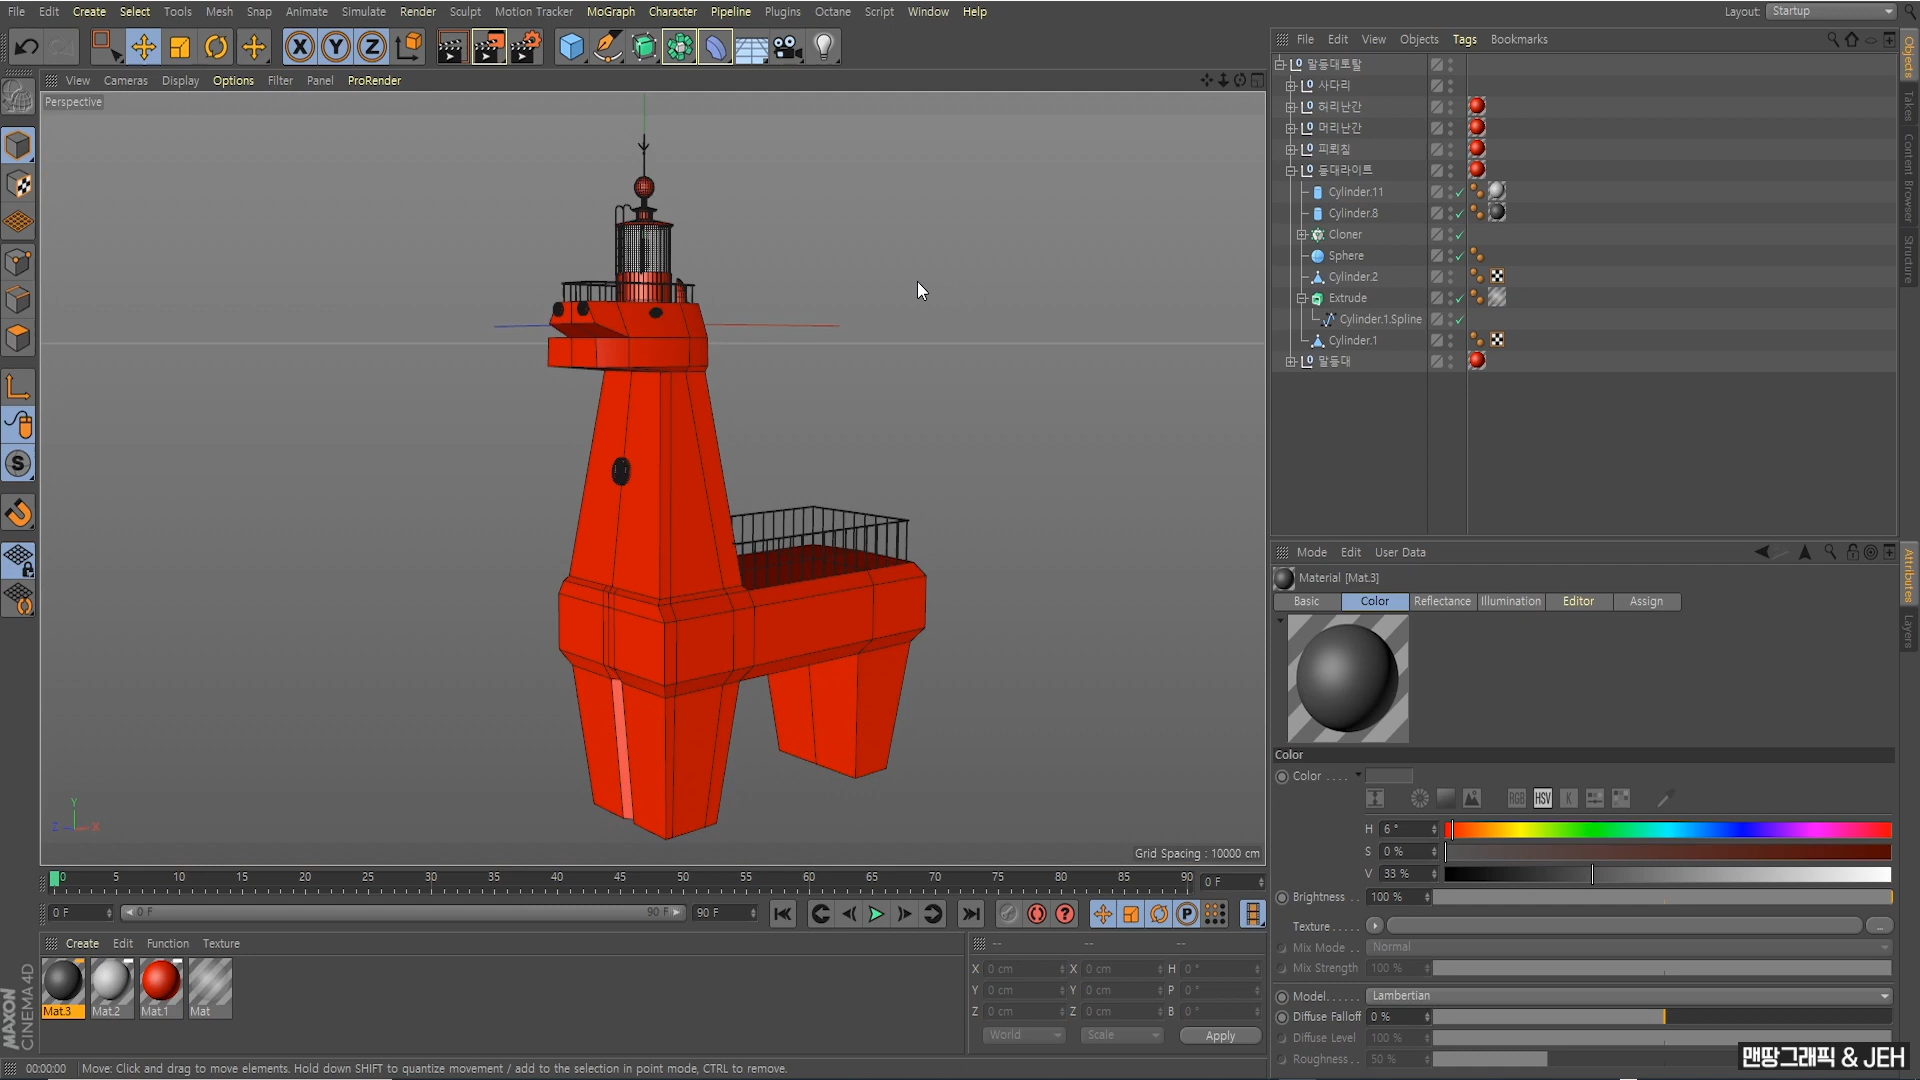 File Edit Create Select Tools Mesh Snap Animate Simulate Render Sculpt Motion Tracker MoGraph Character Pipeline Plugins Octane Script Window Help
Layout: Startup
File Edit View Objects Tags Bookmarks
View Cameras Display Options Filter Panel ProRender
Perspective
말등대토탈
사다리
허리난간
머리난간
피뢰침
등대라이트
Cylinder.11
Cylinder.8
Cloner
Sphere
Cylinder.2
Extrude
Cylinder.1.Spline
Cylinder.1
말등대
Objects
Takes
Content Browser
Structure
Mode Edit User Data
Material [Mat.3]
Basic Color Reflectance Illumination Editor Assign
Attributes
Layers
Color
Color . . . .
RGB HSV K
H 6 °
S 0 %
V 33 %
Brightness . . 100 %
Texture . . . . .
Mix Mode . . Normal
Mix Strength 100 %
Model . . . . . . Lambertian
Diffuse Falloff 0 %
Diffuse Level 100 %
Roughness . . 50 %
Y
Z X
Grid Spacing : 10000 cm
0 5 10 15 20 25 30 35 40 45 50 55 60 65 70 75 80 85 90 0 F
0 F 0 F 90 F 90 F
Create Edit Function Texture
Mat.3 Mat.2 Mat.1 Mat
-- -- --
X 0 cm X 0 cm H 0 °
Y 0 cm Y 0 cm P 0 °
Z 0 cm Z 0 cm B 0 °
World Scale Apply
MAXON CINEMA 4D
00:00:00 Move: Click and drag to move elements. Hold down SHIFT to quantize movement / add to the selection in point mode, CTRL to remove.
맨땅그래픽 & JEH